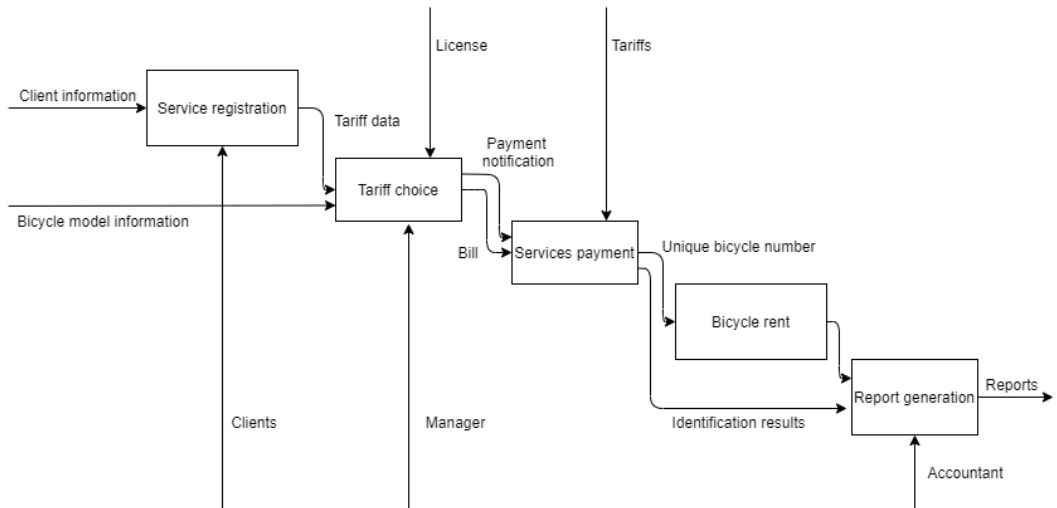 License
Tariffs
Client information
Service registration
Tariff data
Payment
notification
Tariff choice
Bicycle model information
Bill
Services payment
Unique bicycle number
Bicycle rent
Reports
Report generation
Clients
Manager
Identification results
Accountant